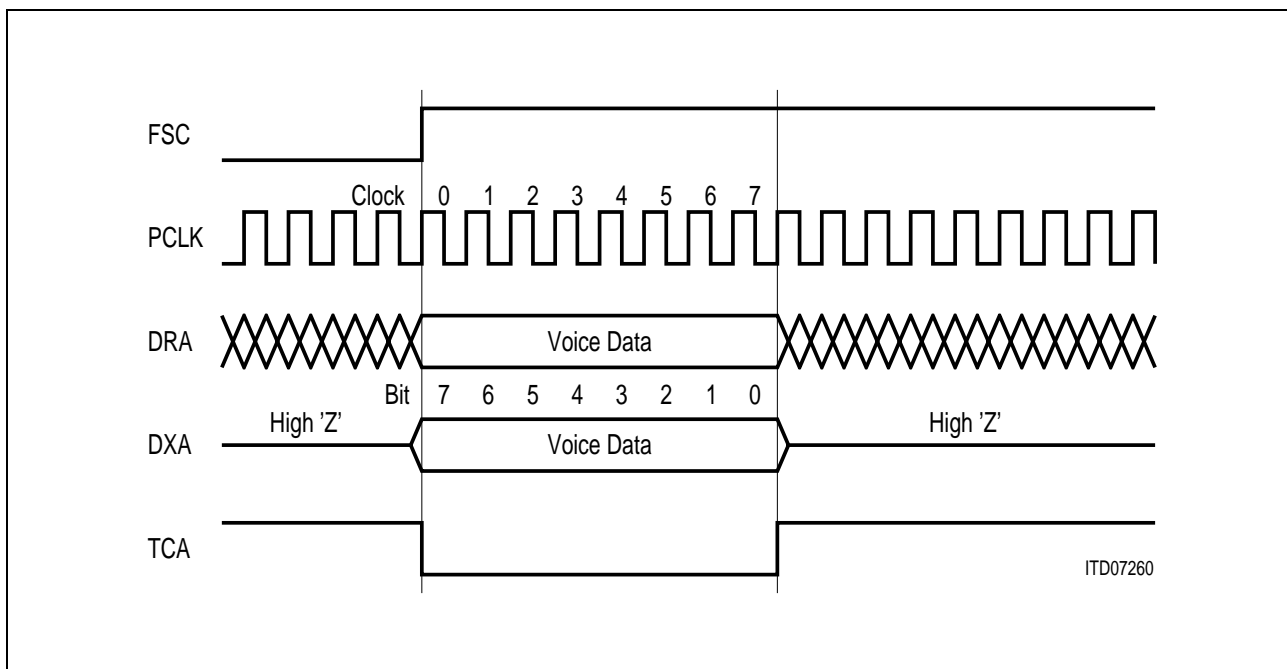 FSC
Clock 0 1 2 3 4 5 6 7
PCLK
DRA Voice Data
Bit 7 6 5 4 3 2 1 0
High 'Z' High 'Z'
DXA Voice Data
TCA
ITD07260